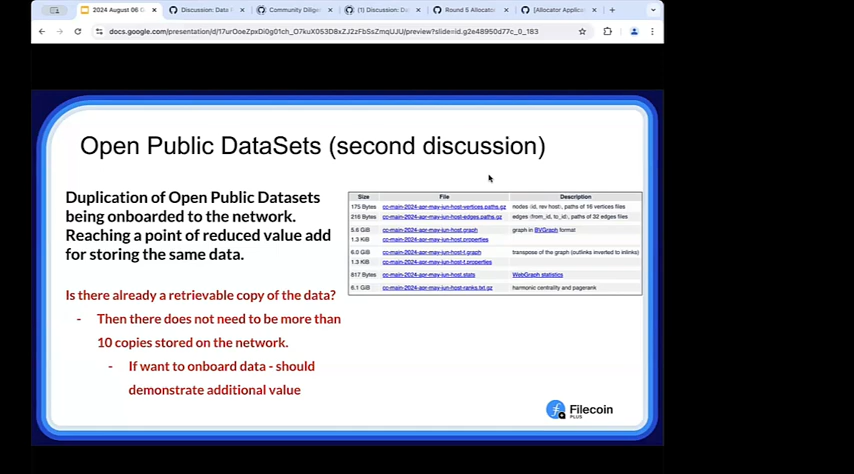 2024 August 06 G
Discussion: Data
Community Dilige
(1) Discussion: Da
Round 5 Allocator
[Allocator Applica
docs.google.com/presentation/d/17urOoeZpxDi0g01ch_O7kuX053D8xZJ2zFbSsZmqUJU/preview?slide=id.g2e48950d77c_0_183
Open Public DataSets (second discussion)
Duplication of Open Public Datasets
being onboarded to the network.
Reaching a point of reduced value add
for storing the same data.
Is there already a retrievable copy of the data?
- Then there does not need to be more than
10 copies stored on the network.
- If want to onboard data - should
demonstrate additional value
Size File Description
175 Bytes cc-main-2024-apr-may-jun-host-vertices.paths.gz nodes ⟨id, rev host⟩, paths of 16 vertices files
216 Bytes cc-main-2024-apr-may-jun-host-edges.paths.gz edges ⟨from_id, to_id⟩, paths of 32 edges files
5.6 GiB cc-main-2024-apr-may-jun-host.graph graph in BVGraph format
1.3 KiB cc-main-2024-apr-may-jun-host.properties
6.0 GiB cc-main-2024-apr-may-jun-host-t.graph transpose of the graph (outlinks inverted to inlinks)
1.3 KiB cc-main-2024-apr-may-jun-host-t.properties
817 Bytes cc-main-2024-apr-may-jun-host.stats WebGraph statistics
6.1 GiB cc-main-2024-apr-may-jun-host-ranks.txt.gz harmonic centrality and pagerank
Filecoin
PLUS